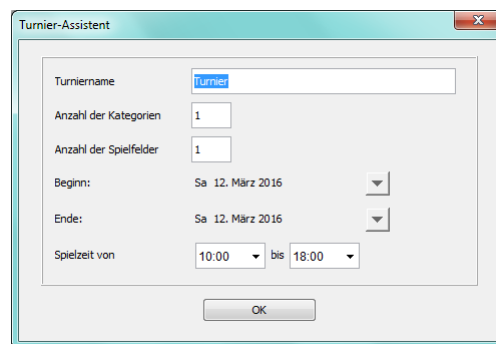 Turnier-Assistent
Turniername Turnier
Anzahl der Kategorien 1
Anzahl der Spielfelder 1
Beginn: Sa 12. März 2016
Ende: Sa 12. März 2016
Spielzeit von 10:00 bis 18:00
OK